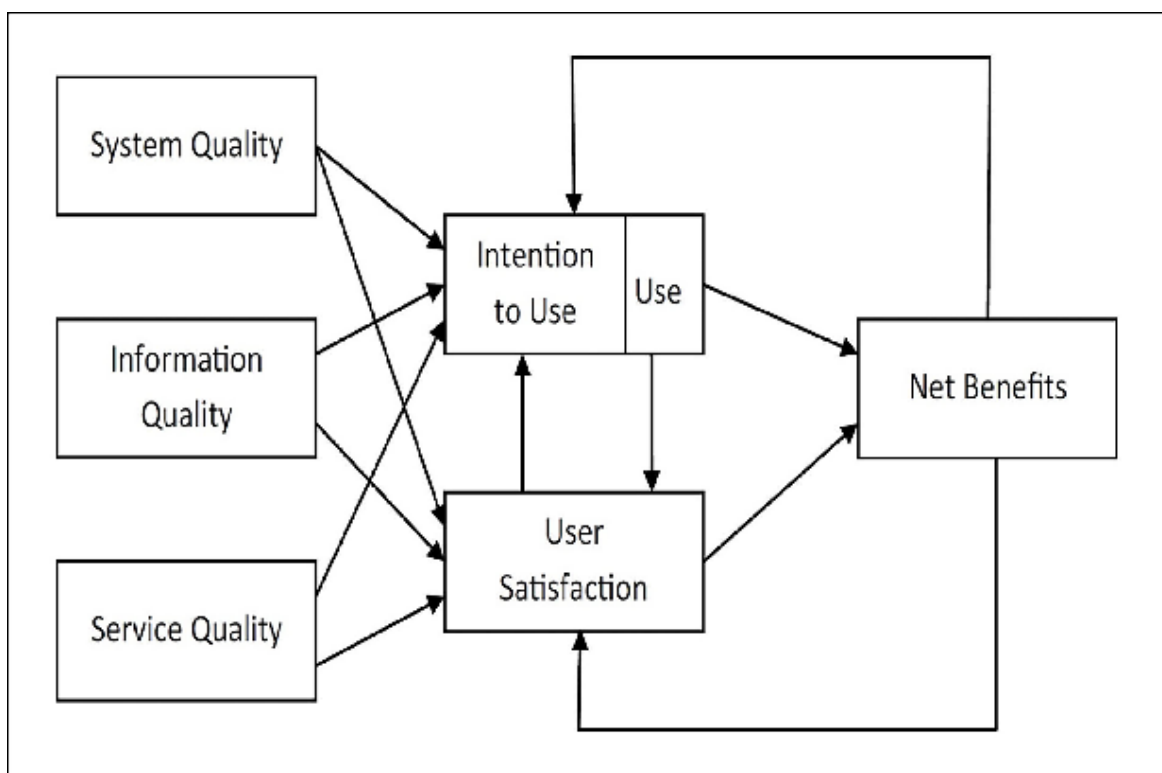 System Quality
Intention
to Use
Use
Information
Quality
Net Benefits
User
Satisfaction
Service Quality